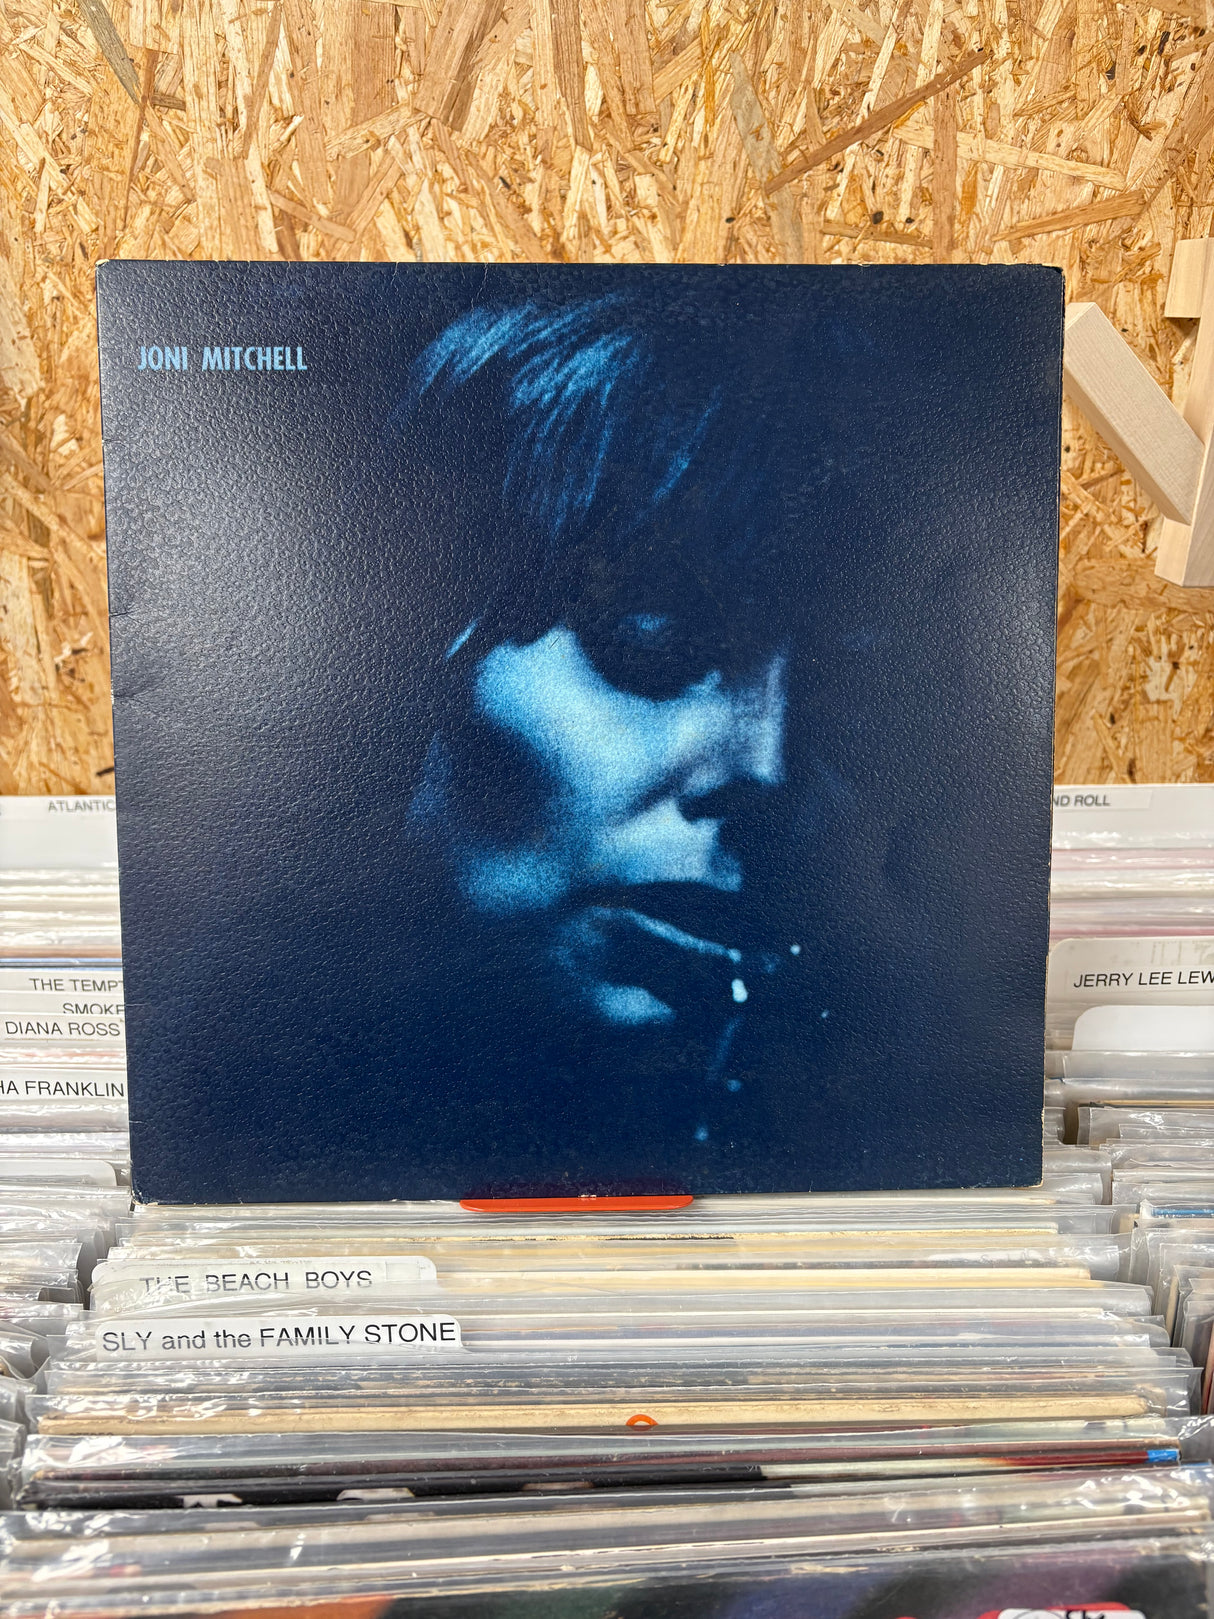 JONI MITCHELL
ATLANTIC
ND ROLL
THE TEMPT
SMOKE
DIANA ROSS
HA FRANKLIN
JERRY LEE LEW
THE BEACH BOYS
SLY and the FAMILY STONE